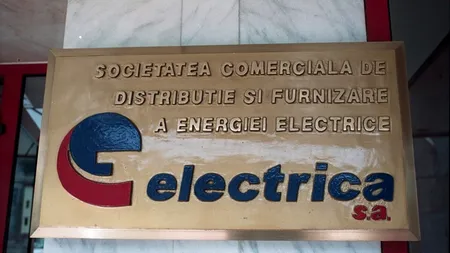 SOCIETATEA COMERCIALA DE
DISTRIBUTIE SI FURNIZARE
A ENERGIEI ELECTRICE
electrica
s.a.